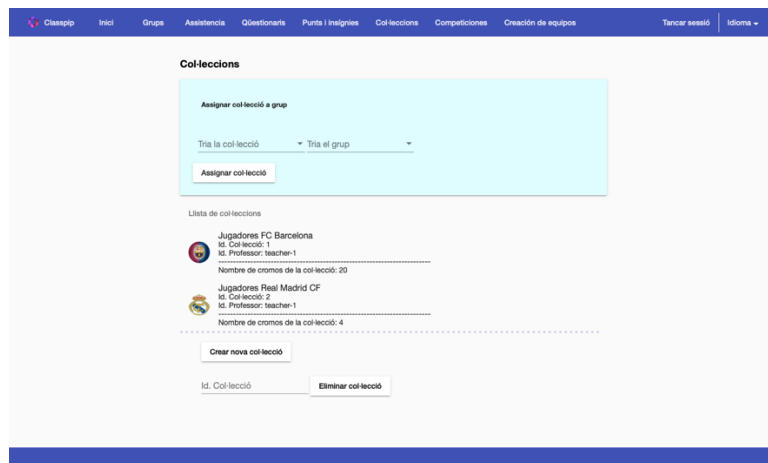 Classpip Inici Grups Assistencia Qüestionaris Punts i insígnies Col·leccions Competiciones Creación de equipos Tancar sessió Idioma
Col·leccions
Assignar col·lecció a grup
Tria la col·lecció Tria el grup
Assignar col·lecció
Llista de col·leccions
Jugadores FC Barcelona
Id. Col·lecció: 1
Id. Professor: teacher-1
Nombre de cromos de la col·lecció: 20
Jugadores Real Madrid CF
Id. Col·lecció: 2
Id. Professor: teacher-1
Nombre de cromos de la col·lecció: 4
Crear nova col·lecció
Id. Col·lecció Eliminar col·lecció